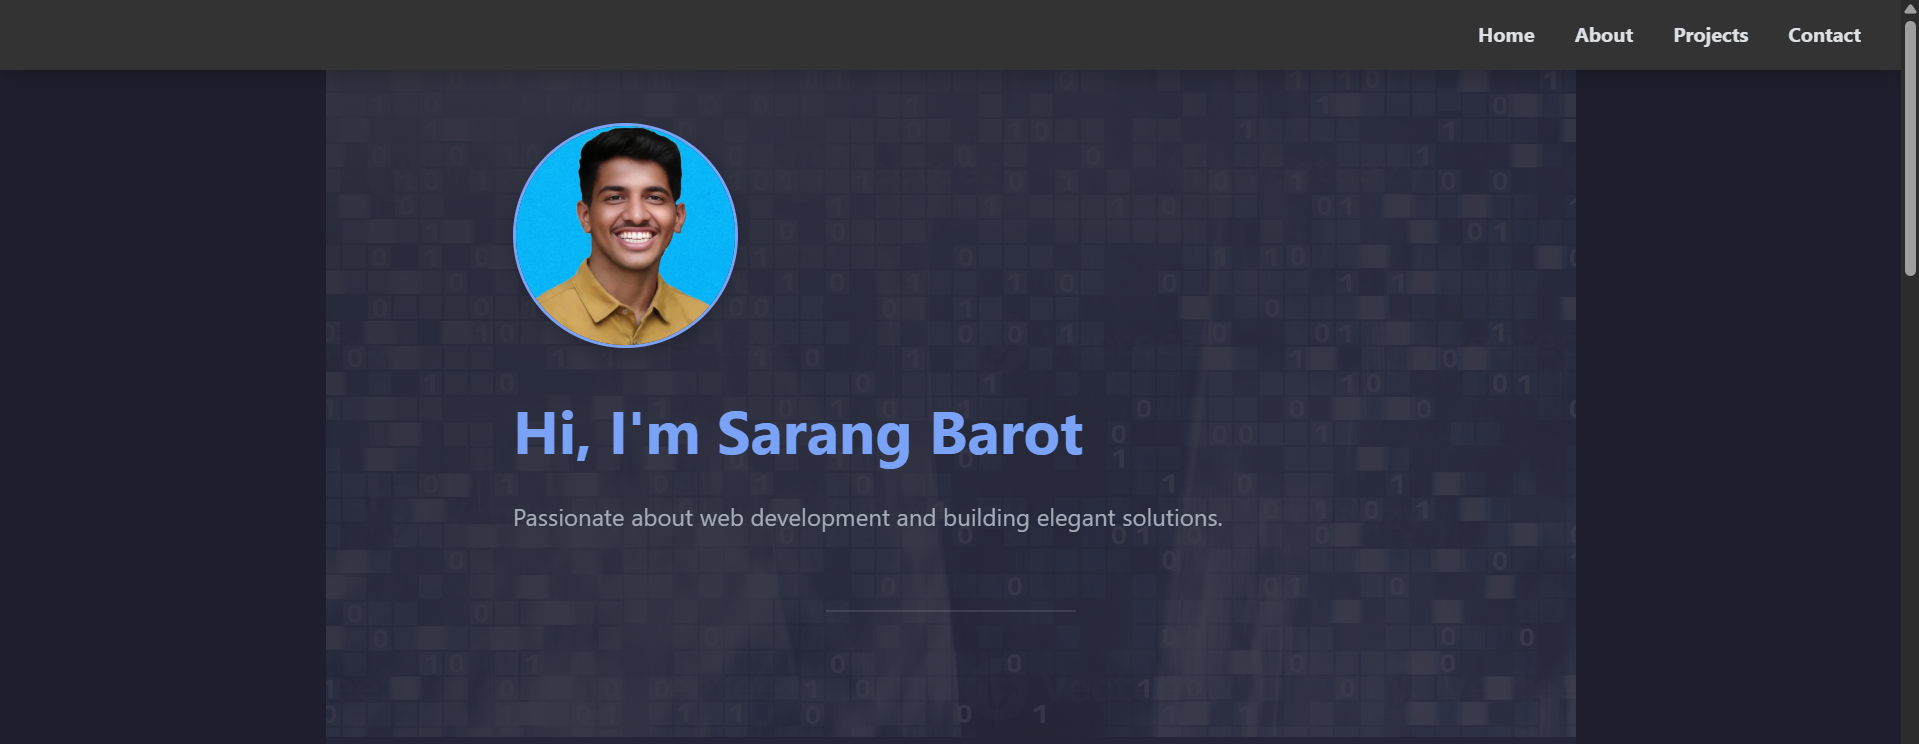 Home About Projects Contact
Hi, I'm Sarang Barot
Passionate about web development and building elegant solutions.